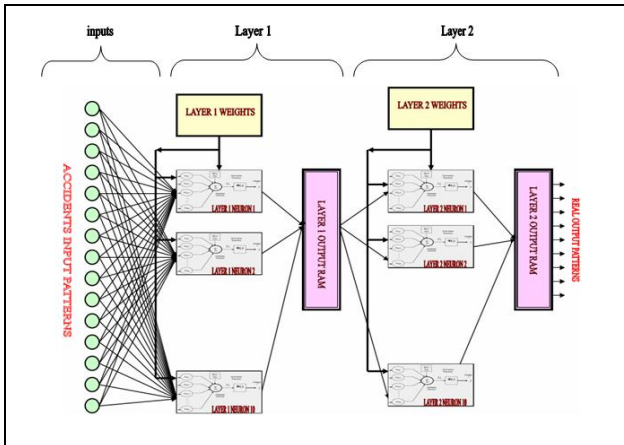 inputs
Layer 1
Layer 2
LAYER 1 WEIGHTS
LAYER 2 WEIGHTS
ACCIDENTS INPUT PATTERNS
LAYER 1 NEURON 1
LAYER 1 NEURON 2
LAYER 1 NEURON 10
LAYER 1 OUTPUT RAM
LAYER 2 NEURON 1
LAYER 2 NEURON 2
LAYER 2 NEURON 10
LAYER 2 OUTPUT RAM
REAL OUTPUT PATTERNS